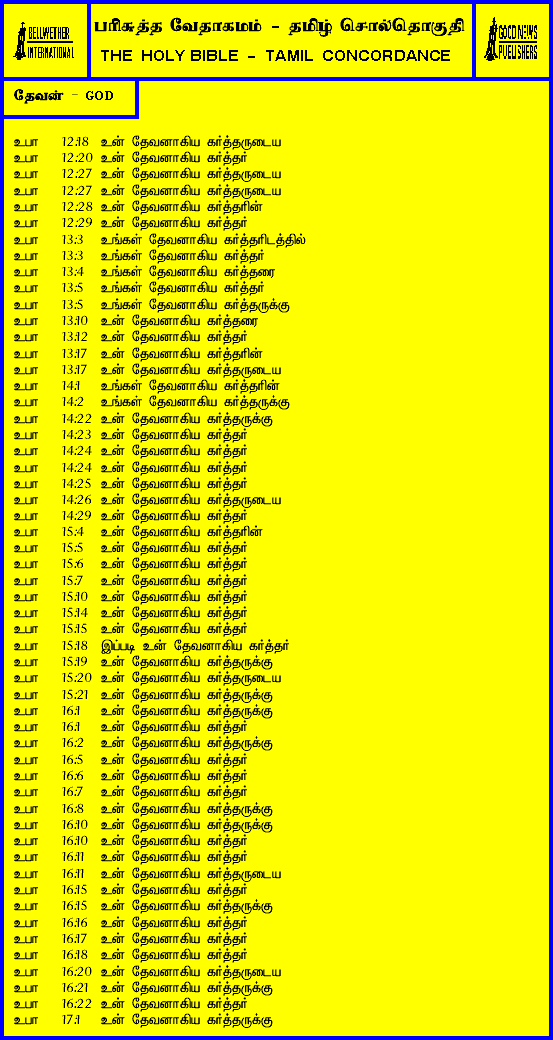 BELLWETHER
INTERNATIONAL
பரிசுத்த வேதாகமம் - தமிழ் சொல்தொகுதி
THE HOLY BIBLE - TAMIL CONCORDANCE
GOOD NEWS
PUBLISHERS
தேவன் - GOD
உபா 12:18 உன் தேவனாகிய கர்த்தருடைய
உபா 12:20 உன் தேவனாகிய கர்த்தர்
உபா 12:27 உன் தேவனாகிய கர்த்தருடைய
உபா 12:27 உன் தேவனாகிய கர்த்தருடைய
உபா 12:28 உன் தேவனாகிய கர்த்தரின்
உபா 12:29 உன் தேவனாகிய கர்த்தர்
உபா 13:3 உங்கள் தேவனாகிய கர்த்தரிடத்தில்
உபா 13:3 உங்கள் தேவனாகிய கர்த்தர்
உபா 13:4 உங்கள் தேவனாகிய கர்த்தரை
உபா 13:5 உங்கள் தேவனாகிய கர்த்தர்
உபா 13:5 உங்கள் தேவனாகிய கர்த்தருக்கு
உபா 13:10 உன் தேவனாகிய கர்த்தரை
உபா 13:12 உன் தேவனாகிய கர்த்தர்
உபா 13:17 உன் தேவனாகிய கர்த்தரின்
உபா 13:17 உன் தேவனாகிய கர்த்தருடைய
உபா 14:1 உங்கள் தேவனாகிய கர்த்தரின்
உபா 14:2 உங்கள் தேவனாகிய கர்த்தருக்கு
உபா 14:22 உன் தேவனாகிய கர்த்தருக்கு
உபா 14:23 உன் தேவனாகிய கர்த்தர்
உபா 14:24 உன் தேவனாகிய கர்த்தர்
உபா 14:24 உன் தேவனாகிய கர்த்தர்
உபா 14:25 உன் தேவனாகிய கர்த்தர்
உபா 14:26 உன் தேவனாகிய கர்த்தருடைய
உபா 14:29 உன் தேவனாகிய கர்த்தர்
உபா 15:4 உன் தேவனாகிய கர்த்தரின்
உபா 15:5 உன் தேவனாகிய கர்த்தர்
உபா 15:6 உன் தேவனாகிய கர்த்தர்
உபா 15:7 உன் தேவனாகிய கர்த்தர்
உபா 15:10 உன் தேவனாகிய கர்த்தர்
உபா 15:14 உன் தேவனாகிய கர்த்தர்
உபா 15:15 உன் தேவனாகிய கர்த்தர்
உபா 15:18 இப்படி உன் தேவனாகிய கர்த்தர்
உபா 15:19 உன் தேவனாகிய கர்த்தருக்கு
உபா 15:20 உன் தேவனாகிய கர்த்தருடைய
உபா 15:21 உன் தேவனாகிய கர்த்தருக்கு
உபா 16:1 உன் தேவனாகிய கர்த்தருக்கு
உபா 16:1 உன் தேவனாகிய கர்த்தர்
உபா 16:2 உன் தேவனாகிய கர்த்தருக்கு
உபா 16:5 உன் தேவனாகிய கர்த்தர்
உபா 16:6 உன் தேவனாகிய கர்த்தர்
உபா 16:7 உன் தேவனாகிய கர்த்தர்
உபா 16:8 உன் தேவனாகிய கர்த்தருக்கு
உபா 16:10 உன் தேவனாகிய கர்த்தருக்கு
உபா 16:10 உன் தேவனாகிய கர்த்தர்
உபா 16:11 உன் தேவனாகிய கர்த்தர்
உபா 16:11 உன் தேவனாகிய கர்த்தருடைய
உபா 16:15 உன் தேவனாகிய கர்த்தர்
உபா 16:15 உன் தேவனாகிய கர்த்தருக்கு
உபா 16:16 உன் தேவனாகிய கர்த்தர்
உபா 16:17 உன் தேவனாகிய கர்த்தர்
உபா 16:18 உன் தேவனாகிய கர்த்தர்
உபா 16:20 உன் தேவனாகிய கர்த்தருடைய
உபா 16:21 உன் தேவனாகிய கர்த்தருக்கு
உபா 16:22 உன் தேவனாகிய கர்த்தர்
உபா 17:1 உன் தேவனாகிய கர்த்தருக்கு